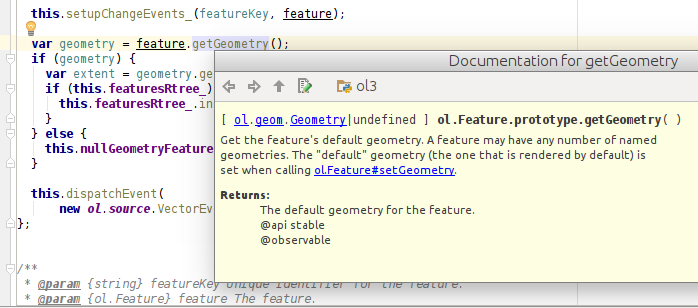 this.setupChangeEvents_(featureKey, feature);
var geometry = feature.getGeometry();
if (geometry) {
var extent = geometry.ge
if (this.featuresRtree_)
this.featuresRtree_.in
}
} else {
this.nullGeometryFeature
}
this.dispatchEvent(
new ol.source.VectorEv
};
/**
* @param {string} featureKey Unique identifier for the feature.
* @param {ol.Feature} feature The feature.
Documentation for getGeometry
ol3
[ ol.geom.Geometry|undefined ] ol.Feature.prototype.getGeometry( )
Get the feature's default geometry. A feature may have any number of named
geometries. The "default" geometry (the one that is rendered by default) is
set when calling ol.Feature#setGeometry.
Returns:
The default geometry for the feature.
@api stable
@observable